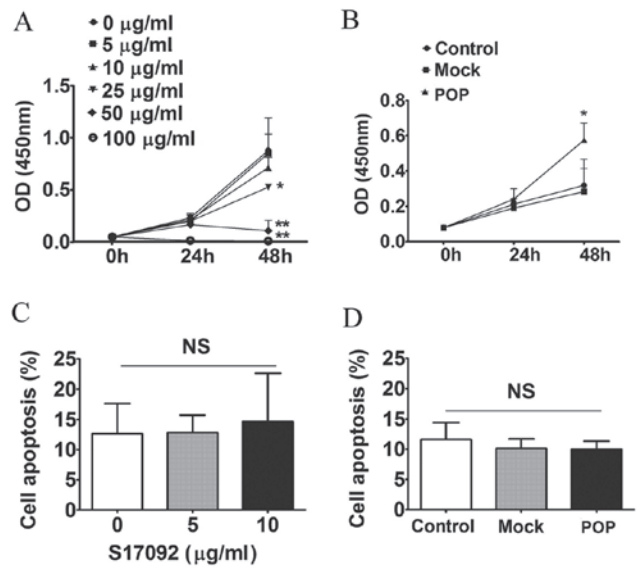 A
0 µg/ml
5 µg/ml
10 µg/ml
25 µg/ml
50 µg/ml
100 µg/ml
OD (450nm)
1.5
1.0
0.5
0.0
*
**
**
0h 24h 48h
B
Control
Mock
POP
OD (450nm)
0.8
0.6
0.4
0.2
0.0
*
0h 24h 48h
C
Cell apoptosis (%)
25
20
15
10
5
0
NS
0 5 10
S17092 (µg/ml)
D
Cell apoptosis (%)
25
20
15
10
5
0
NS
Control Mock POP